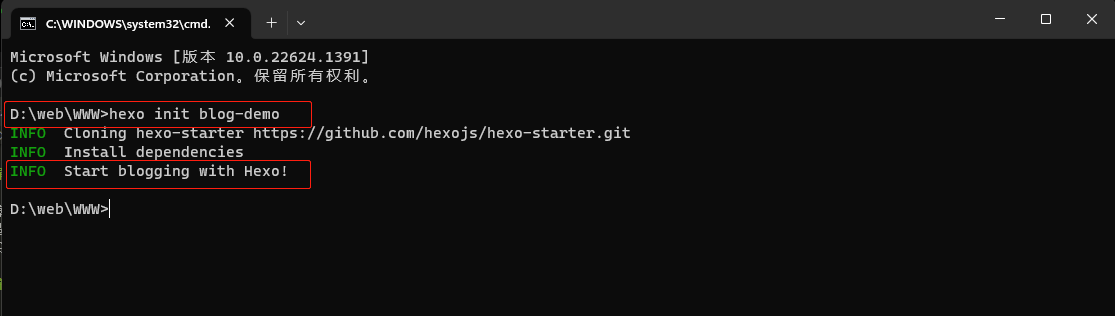 C:\WINDOWS\system32\cmd.
Microsoft Windows [版本 10.0.22624.1391]
(c) Microsoft Corporation。保留所有权利。
D:\web\WWW>hexo init blog-demo
INFO  Cloning hexo-starter https://github.com/hexojs/hexo-starter.git
INFO  Install dependencies
INFO  Start blogging with Hexo!
D:\web\WWW>